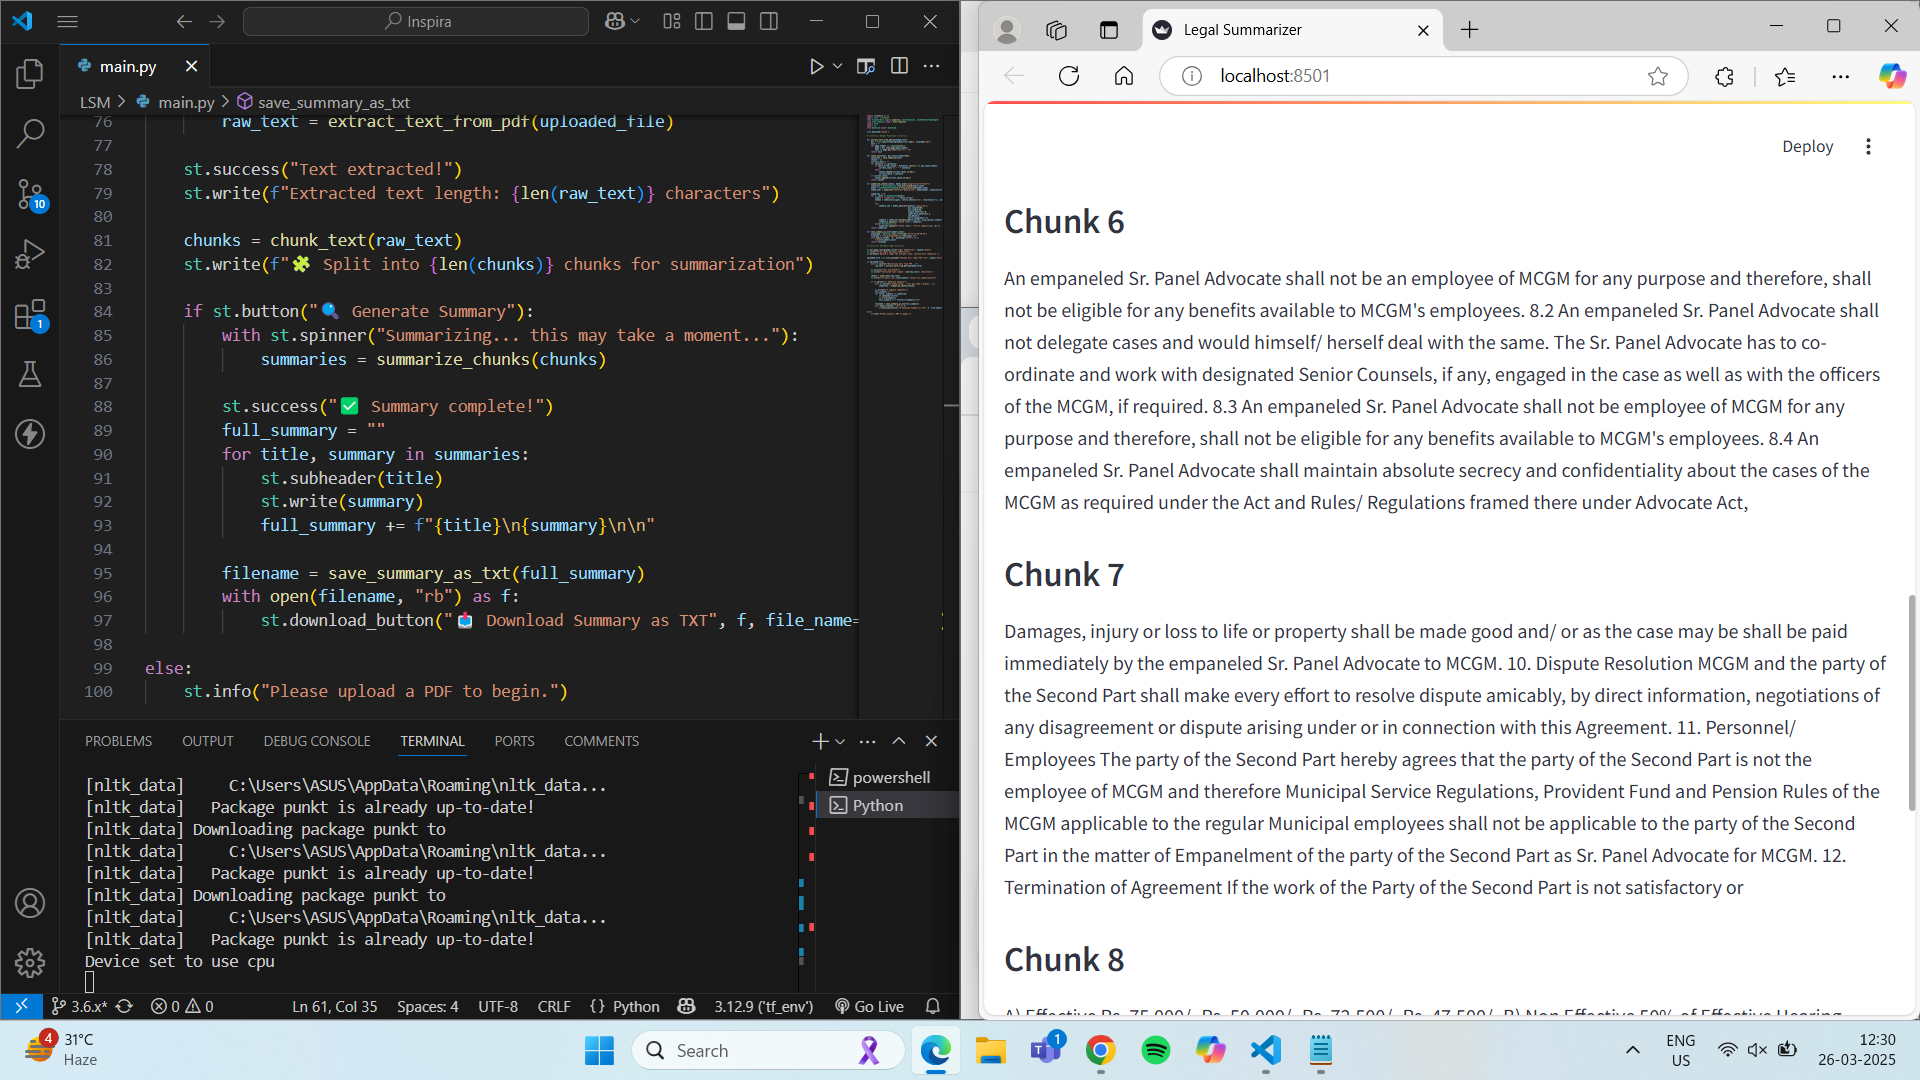 Inspira
main.py
LSM > main.py > save_summary_as_txt
76 raw_text = extract_text_from_pdf(uploaded_file)
77
78 st.success("Text extracted!")
79 st.write(f"Extracted text length: {len(raw_text)} characters")
80
81 chunks = chunk_text(raw_text)
82 st.write(f"🧩 Split into {len(chunks)} chunks for summarization")
83
84 if st.button("🔍 Generate Summary"):
85 with st.spinner("Summarizing... this may take a moment..."):
86 summaries = summarize_chunks(chunks)
87
88 st.success("✅ Summary complete!")
89 full_summary = ""
90 for title, summary in summaries:
91 st.subheader(title)
92 st.write(summary)
93 full_summary += f"{title}\n{summary}\n\n"
94
95 filename = save_summary_as_txt(full_summary)
96 with open(filename, "rb") as f:
97 st.download_button("📩 Download Summary as TXT", f, file_name=
98
99 else:
100 st.info("Please upload a PDF to begin.")
10
1
PROBLEMS OUTPUT DEBUG CONSOLE TERMINAL PORTS COMMENTS
[nltk_data] C:\Users\ASUS\AppData\Roaming\nltk_data...
[nltk_data] Package punkt is already up-to-date!
[nltk_data] Downloading package punkt to
[nltk_data] C:\Users\ASUS\AppData\Roaming\nltk_data...
[nltk_data] Package punkt is already up-to-date!
[nltk_data] Downloading package punkt to
[nltk_data] C:\Users\ASUS\AppData\Roaming\nltk_data...
[nltk_data] Package punkt is already up-to-date!
Device set to use cpu
powershell
Python
3.6.x* 0 0 Ln 61, Col 35 Spaces: 4 UTF-8 CRLF {} Python 3.12.9 ('tf_env') Go Live
Legal Summarizer
localhost:8501
Deploy
Chunk 6
An empaneled Sr. Panel Advocate shall not be an employee of MCGM for any purpose and therefore, shall
not be eligible for any benefits available to MCGM's employees. 8.2 An empaneled Sr. Panel Advocate shall
not delegate cases and would himself/ herself deal with the same. The Sr. Panel Advocate has to co-
ordinate and work with designated Senior Counsels, if any, engaged in the case as well as with the officers
of the MCGM, if required. 8.3 An empaneled Sr. Panel Advocate shall not be employee of MCGM for any
purpose and therefore, shall not be eligible for any benefits available to MCGM's employees. 8.4 An
empaneled Sr. Panel Advocate shall maintain absolute secrecy and confidentiality about the cases of the
MCGM as required under the Act and Rules/ Regulations framed there under Advocate Act,
Chunk 7
Damages, injury or loss to life or property shall be made good and/ or as the case may be shall be paid
immediately by the empaneled Sr. Panel Advocate to MCGM. 10. Dispute Resolution MCGM and the party of
the Second Part shall make every effort to resolve dispute amicably, by direct information, negotiations of
any disagreement or dispute arising under or in connection with this Agreement. 11. Personnel/
Employees The party of the Second Part hereby agrees that the party of the Second Part is not the
employee of MCGM and therefore Municipal Service Regulations, Provident Fund and Pension Rules of the
MCGM applicable to the regular Municipal employees shall not be applicable to the party of the Second
Part in the matter of Empanelment of the party of the Second Part as Sr. Panel Advocate for MCGM. 12.
Termination of Agreement If the work of the Party of the Second Part is not satisfactory or
Chunk 8
A) Effective Rs. 75,000/- Rs. 50,000/- Rs. 72,500/- Rs. 47,500/- B) Non Effective 50% of Effective Hearing
4
31°C
Haze
Search
1
ENG
US
12:30
26-03-2025